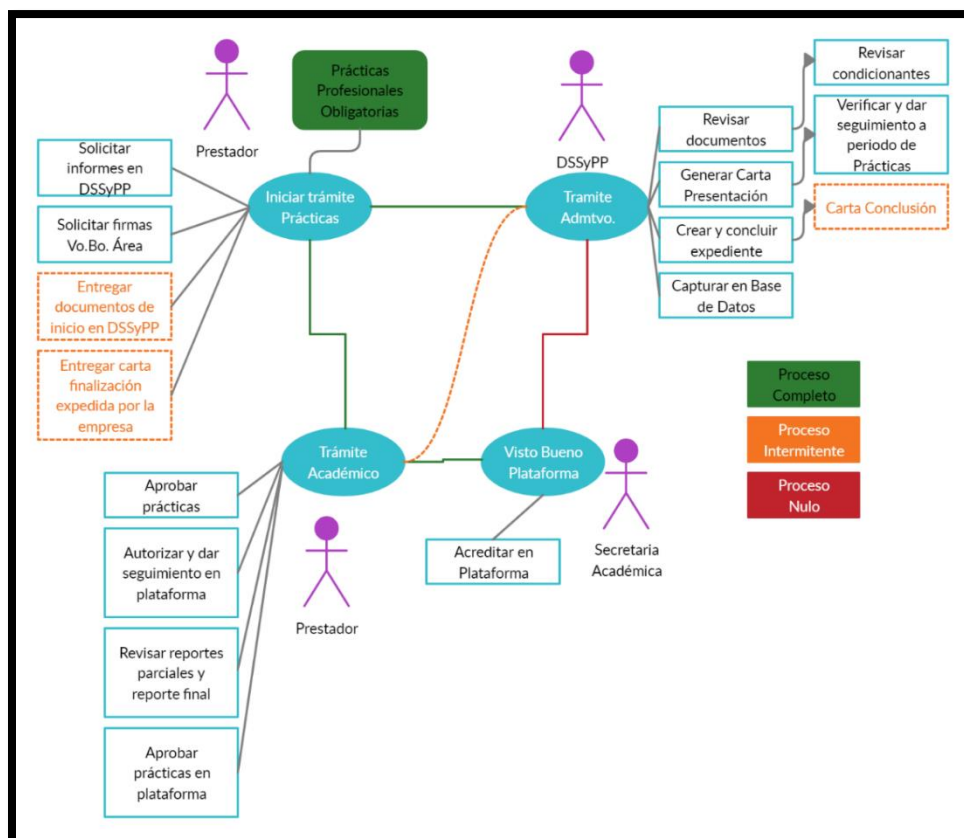 Prestador
Prácticas
Profesionales
Obligatorias
DSSyPP
Revisar
condicionantes
Solicitar
informes en
DSSyPP
Iniciar trámite
Prácticas
Tramite
Admtvo.
Revisar
documentos
Verificar y dar
seguimiento a
periodo de
Prácticas
Solicitar firmas
Vo.Bo. Área
Generar Carta
Presentación
Carta Conclusión
Crear y concluir
expediente
Entregar
documentos de
inicio en DSSyPP
Capturar en Base
de Datos
Entregar carta
finalización
expedida por la
empresa
Proceso
Completo
Proceso
Intermitente
Proceso
Nulo
Trámite
Académico
Visto Bueno
Plataforma
Aprobar
prácticas
Acreditar en
Plataforma
Secretaria
Académica
Autorizar y dar
seguimiento en
plataforma
Prestador
Revisar reportes
parciales y
reporte final
Aprobar
prácticas en
plataforma